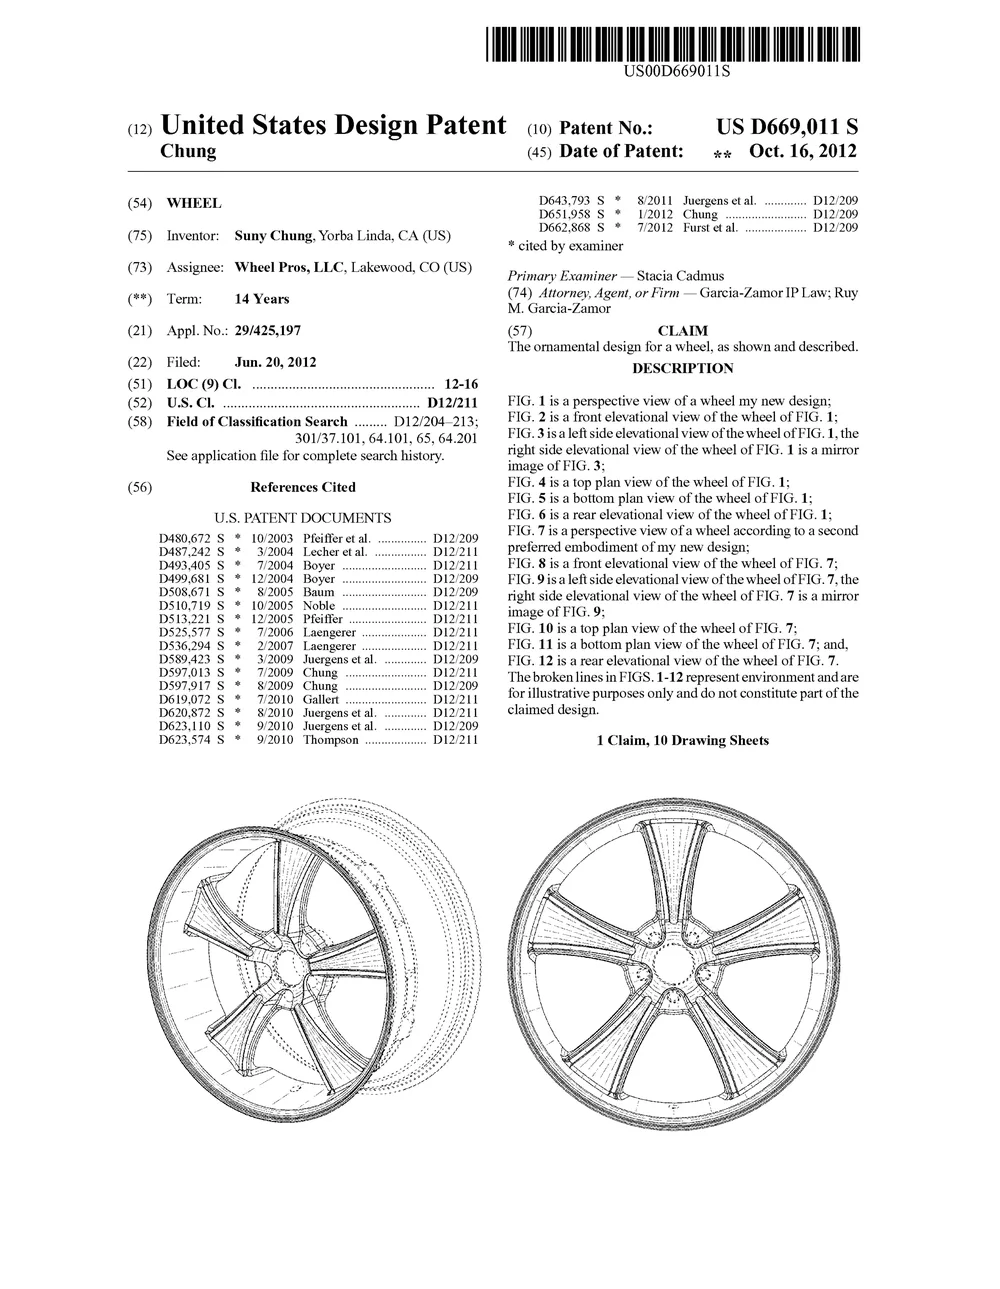 US00D669011S
(12) United States Design Patent
Chung
(10) Patent No.: US D669,011 S
(45) Date of Patent: ** Oct. 16, 2012
(54) WHEEL
(75) Inventor: Suny Chung, Yorba Linda, CA (US)
(73) Assignee: Wheel Pros, LLC, Lakewood, CO (US)
(**) Term: 14 Years
(21) Appl. No.: 29/425,197
(22) Filed: Jun. 20, 2012
(51) LOC (9) Cl. ................................................. 12-16
(52) U.S. Cl. ..................................................... D12/211
(58) Field of Classification Search ......... D12/204–213;
301/37.101, 64.101, 65, 64.201
See application file for complete search history.
(56) References Cited
U.S. PATENT DOCUMENTS
D480,672 S * 10/2003 Pfeiffer et al. .............. D12/209
D487,242 S * 3/2004 Lecher et al. ............... D12/211
D493,405 S * 7/2004 Boyer ......................... D12/211
D499,681 S * 12/2004 Boyer ......................... D12/209
D508,671 S * 8/2005 Baum ......................... D12/209
D510,719 S * 10/2005 Noble ......................... D12/211
D513,221 S * 12/2005 Pfeiffer ....................... D12/211
D525,577 S * 7/2006 Laengerer ................... D12/211
D536,294 S * 2/2007 Laengerer ................... D12/211
D589,423 S * 3/2009 Juergens et al. ............ D12/209
D597,013 S * 7/2009 Chung ........................ D12/211
D597,917 S * 8/2009 Chung ........................ D12/209
D619,072 S * 7/2010 Gallert ........................ D12/211
D620,872 S * 8/2010 Juergens et al. ............ D12/211
D623,110 S * 9/2010 Juergens et al. ............ D12/209
D623,574 S * 9/2010 Thompson ................... D12/211
D643,793 S * 8/2011 Juergens et al. ............ D12/209
D651,958 S * 1/2012 Chung ........................ D12/209
D662,868 S * 7/2012 Furst et al. ................... D12/209
* cited by examiner
Primary Examiner — Stacia Cadmus
(74) Attorney, Agent, or Firm — Garcia-Zamor IP Law; Ruy
M. Garcia-Zamor
(57) CLAIM
The ornamental design for a wheel, as shown and described.
DESCRIPTION
FIG. 1 is a perspective view of a wheel my new design;
FIG. 2 is a front elevational view of the wheel of FIG. 1;
FIG. 3 is a left side elevational view of the wheel of FIG. 1, the
right side elevational view of the wheel of FIG. 1 is a mirror
image of FIG. 3;
FIG. 4 is a top plan view of the wheel of FIG. 1;
FIG. 5 is a bottom plan view of the wheel of FIG. 1;
FIG. 6 is a rear elevational view of the wheel of FIG. 1;
FIG. 7 is a perspective view of a wheel according to a second
preferred embodiment of my new design;
FIG. 8 is a front elevational view of the wheel of FIG. 7;
FIG. 9 is a left side elevational view of the wheel of FIG. 7, the
right side elevational view of the wheel of FIG. 7 is a mirror
image of FIG. 9;
FIG. 10 is a top plan view of the wheel of FIG. 7;
FIG. 11 is a bottom plan view of the wheel of FIG. 7; and,
FIG. 12 is a rear elevational view of the wheel of FIG. 7.
The broken lines in FIGS. 1-12 represent environment and are
for illustrative purposes only and do not constitute part of the
claimed design.
1 Claim, 10 Drawing Sheets